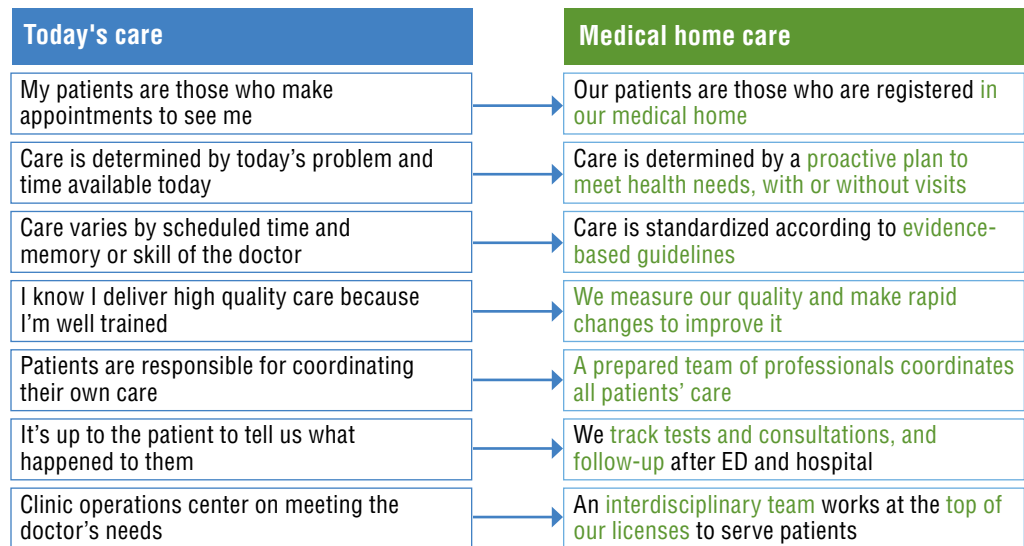 Today's care
Medical home care
My patients are those who make
appointments to see me
Our patients are those who are registered in
our medical home
Care is determined by today’s problem and
time available today
Care is determined by a proactive plan to
meet health needs, with or without visits
Care varies by scheduled time and
memory or skill of the doctor
Care is standardized according to evidence-
based guidelines
I know I deliver high quality care because
I’m well trained
We measure our quality and make rapid
changes to improve it
Patients are responsible for coordinating
their own care
A prepared team of professionals coordinates
all patients’ care
It’s up to the patient to tell us what
happened to them
We track tests and consultations, and
follow-up after ED and hospital
Clinic operations center on meeting the
doctor’s needs
An interdisciplinary team works at the top of
our licenses to serve patients